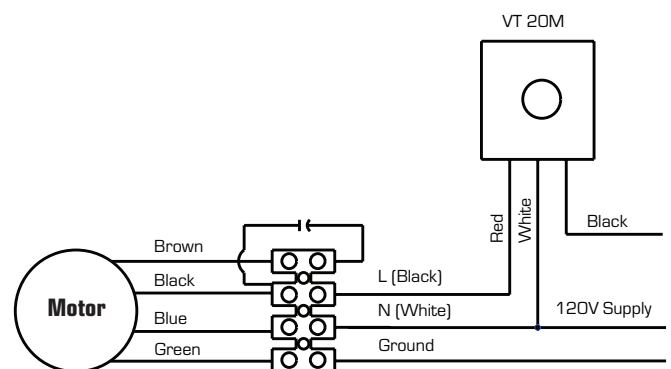 VT 20M
Red
White
Black
Brown
Black
L (Black)
Motor
Blue
N (White)
120V Supply
Green
Ground